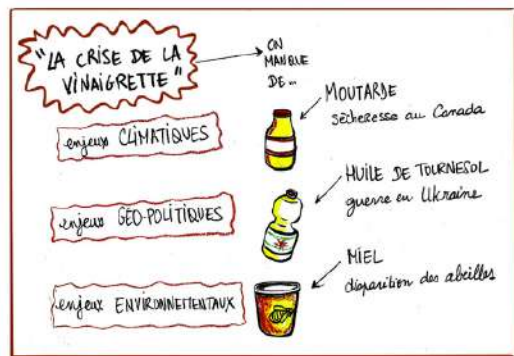 "LA CRISE DE LA
VINAIGRETTE"
ON
MANQUE
DE...
enjeux CLIMATIQUES
MOUTARDE
sècheresse au Canada
enjeux GÉO-POLITIQUES
HUILE DE TOURNESOL
guerre en Ukraine
enjeux ENVIRONNEMENTAUX
MIEL
disparition des abeilles